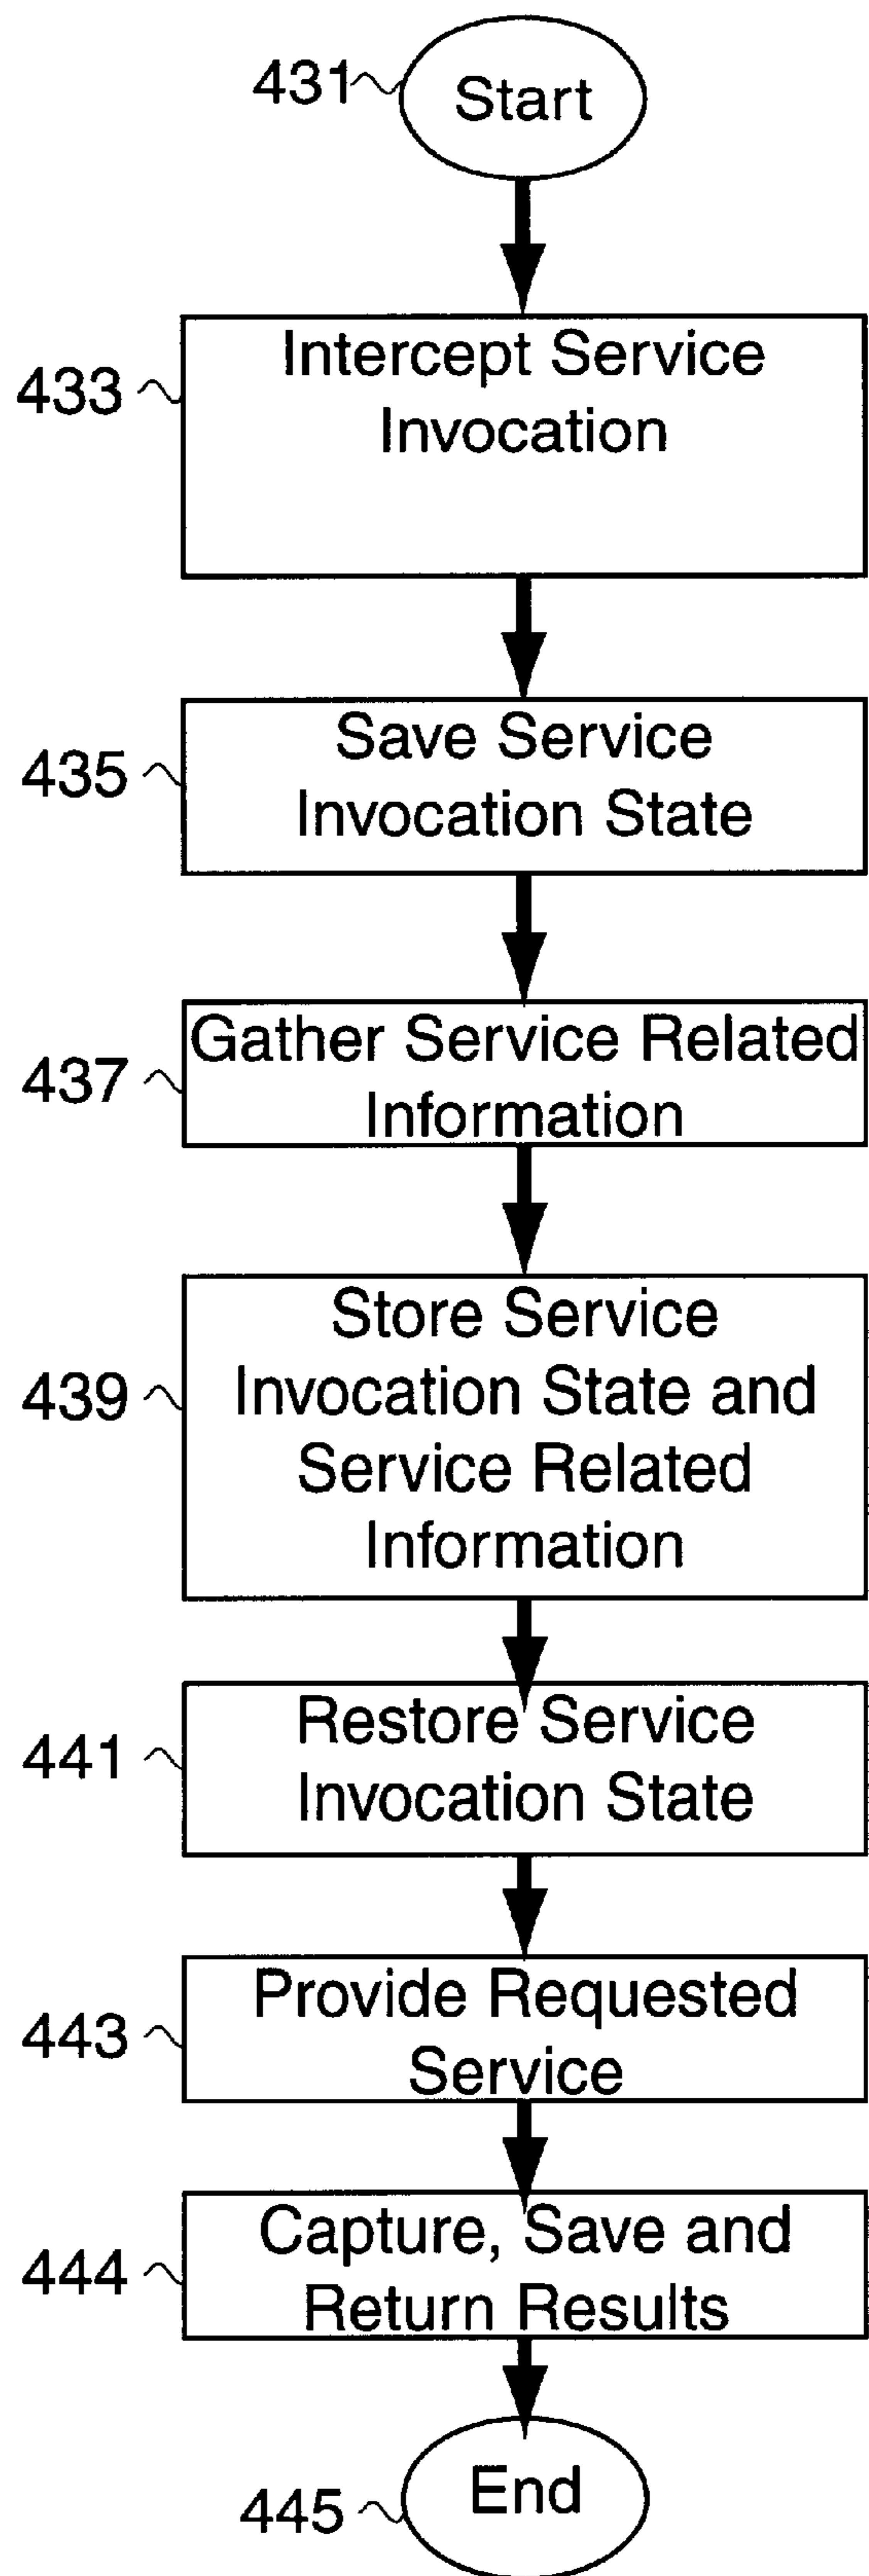 431
Start
433
Intercept Service
Invocation
435
Save Service
Invocation State
437
Gather Service Related
Information
439
Store Service
Invocation State and
Service Related
Information
441
Restore Service
Invocation State
443
Provide Requested
Service
444
Capture, Save and
Return Results
445
End